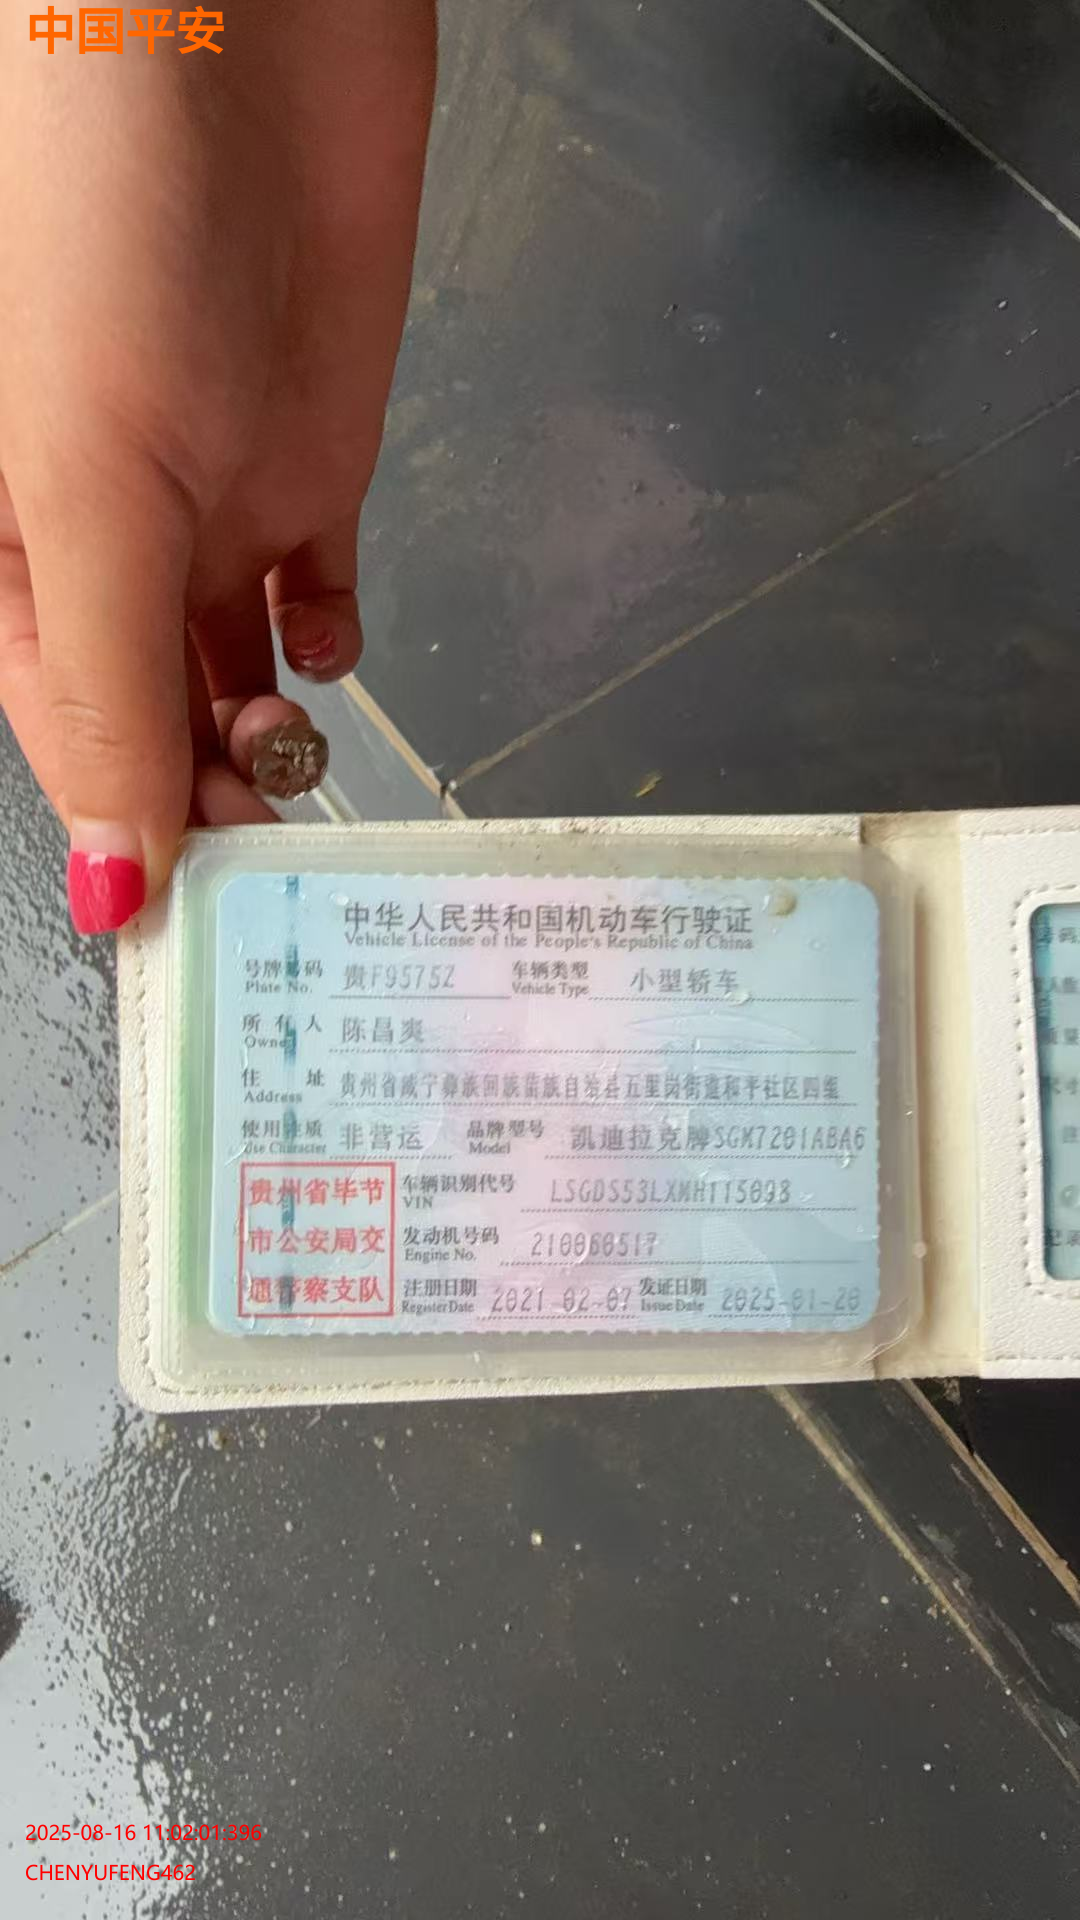 中国平安
中华人民共和国机动车行驶证
Vehicle License of the People's Republic of China
号牌号码 贵F9575Z 车辆类型 小型轿车
Plate No. Vehicle Type
所有人 陈昌爽
Owner
住址 贵州省威宁彝族回族苗族自治县五里岗街道和平社区四组
Address
使用性质 非营运 品牌型号 凯迪拉克牌SGM7201ABA6
Use Character Model
贵州省毕节
市公安局交
通警察支队
车辆识别代号 LSGDS53LXMH115098
VIN
发动机号码 210060517
Engine No.
注册日期 2021-02-07 发证日期 2025-01-20
Register Date Issue Date
2025-08-16 11:02:01:396
CHENYUFENG462